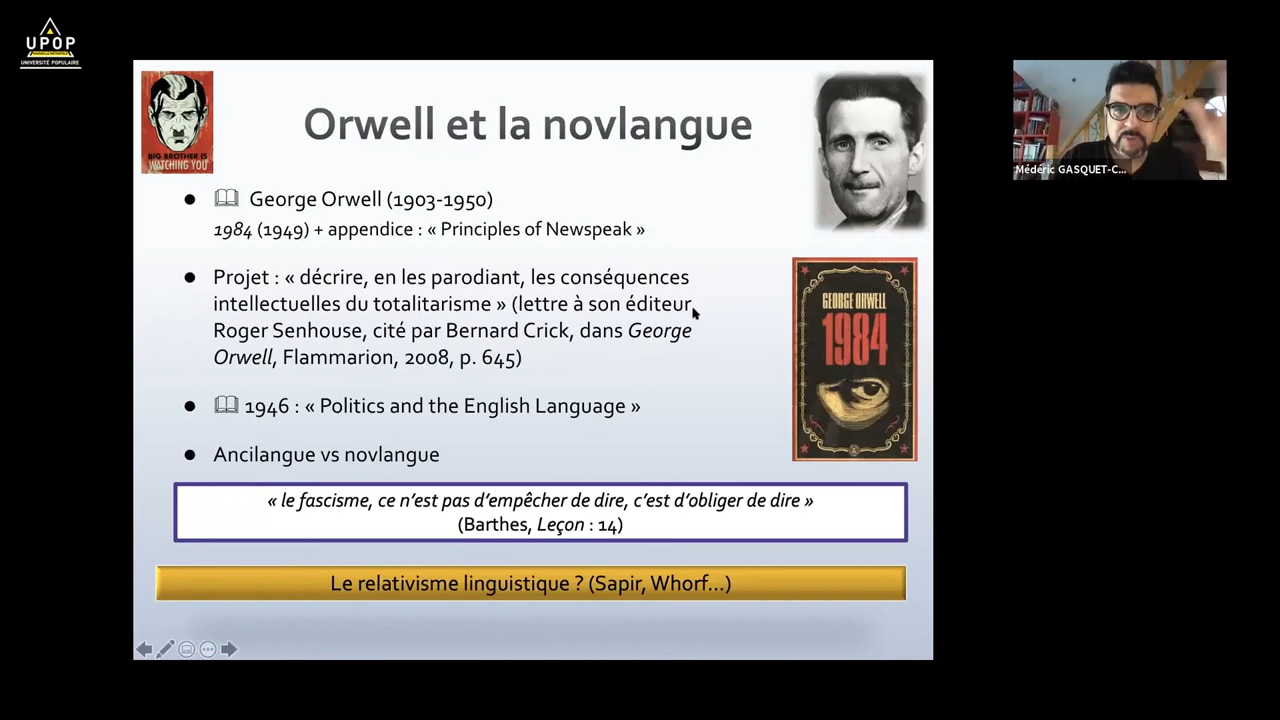 UPOP
UNIVERSITÉ POPULAIRE
BIG BROTHER IS
WATCHING YOU
Orwell et la novlangue
● 🕮 George Orwell (1903-1950)
1984 (1949) + appendice : « Principles of Newspeak »
● Projet : « décrire, en les parodiant, les conséquences
intellectuelles du totalitarisme » (lettre à son éditeur
Roger Senhouse, cité par Bernard Crick, dans George
Orwell, Flammarion, 2008, p. 645)
● 🕮 1946 : « Politics and the English Language »
● Ancilangue vs novlangue
« le fascisme, ce n’est pas d’empêcher de dire, c’est d’obliger de dire »
(Barthes, Leçon : 14)
Le relativisme linguistique ? (Sapir, Whorf…)
GEORGE ORWELL
1984
Médéric GASQUET-C...